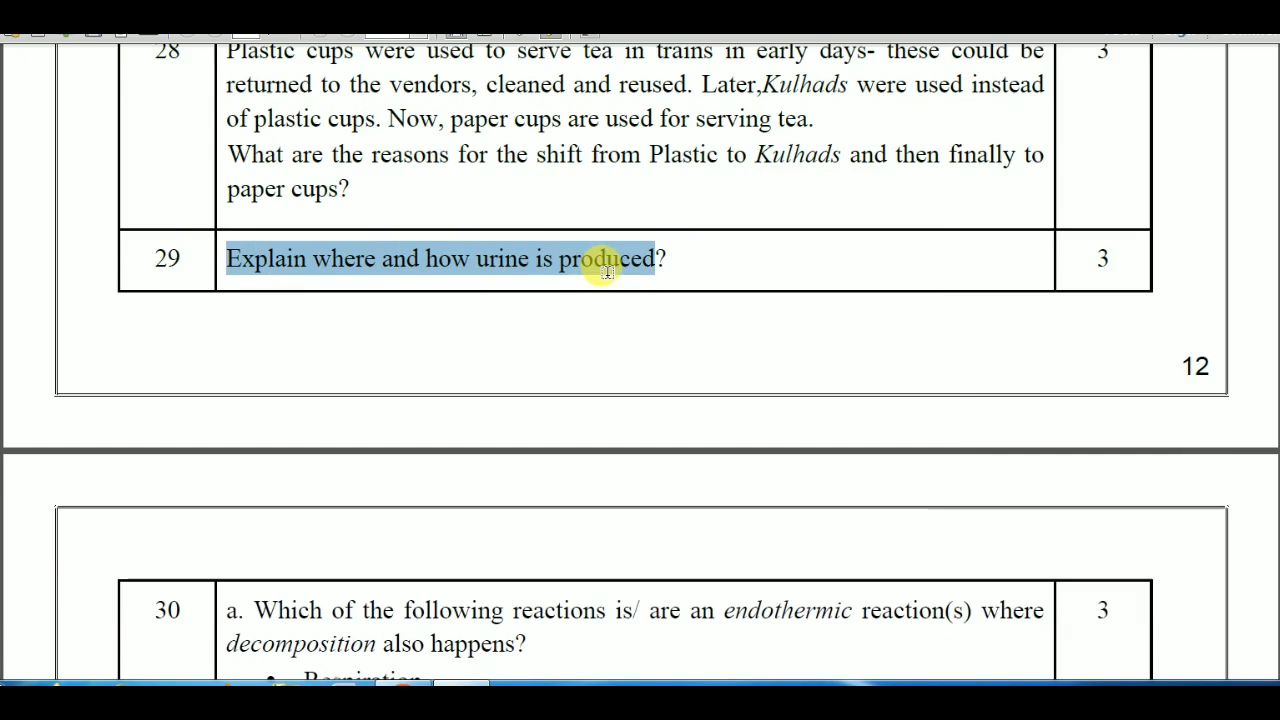 28 Plastic cups were used to serve tea in trains in early days- these could be 3
returned to the vendors, cleaned and reused. Later,Kulhads were used instead
of plastic cups. Now, paper cups are used for serving tea.
What are the reasons for the shift from Plastic to Kulhads and then finally to
paper cups?
29 Explain where and how urine is produced? 3
12
30 a. Which of the following reactions is/ are an endothermic reaction(s) where 3
decomposition also happens?
• Respiration